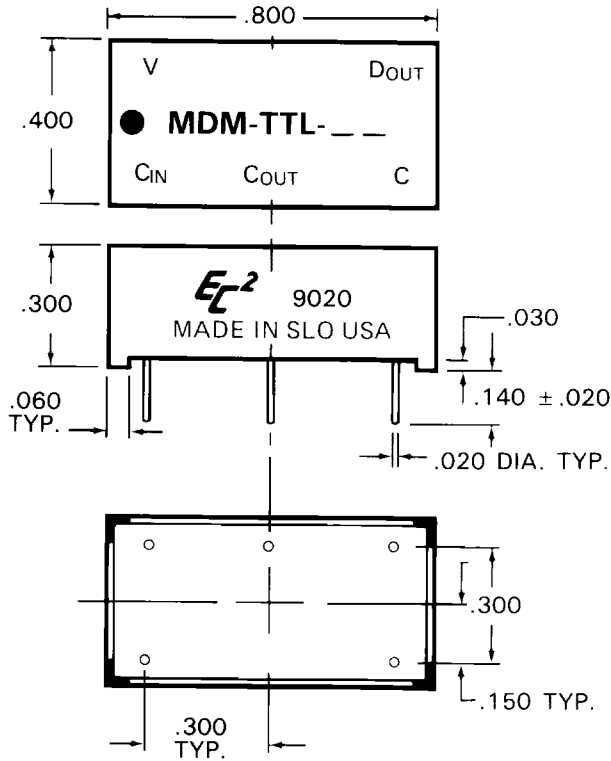 .800
V DOUT
.400
MDM-TTL-_ _
CIN COUT C
.300
EC² 9020
MADE IN SLO USA
.030
.060
TYP.
.140 ±.020
.020 DIA. TYP.
.300
.150 TYP.
.300
TYP.